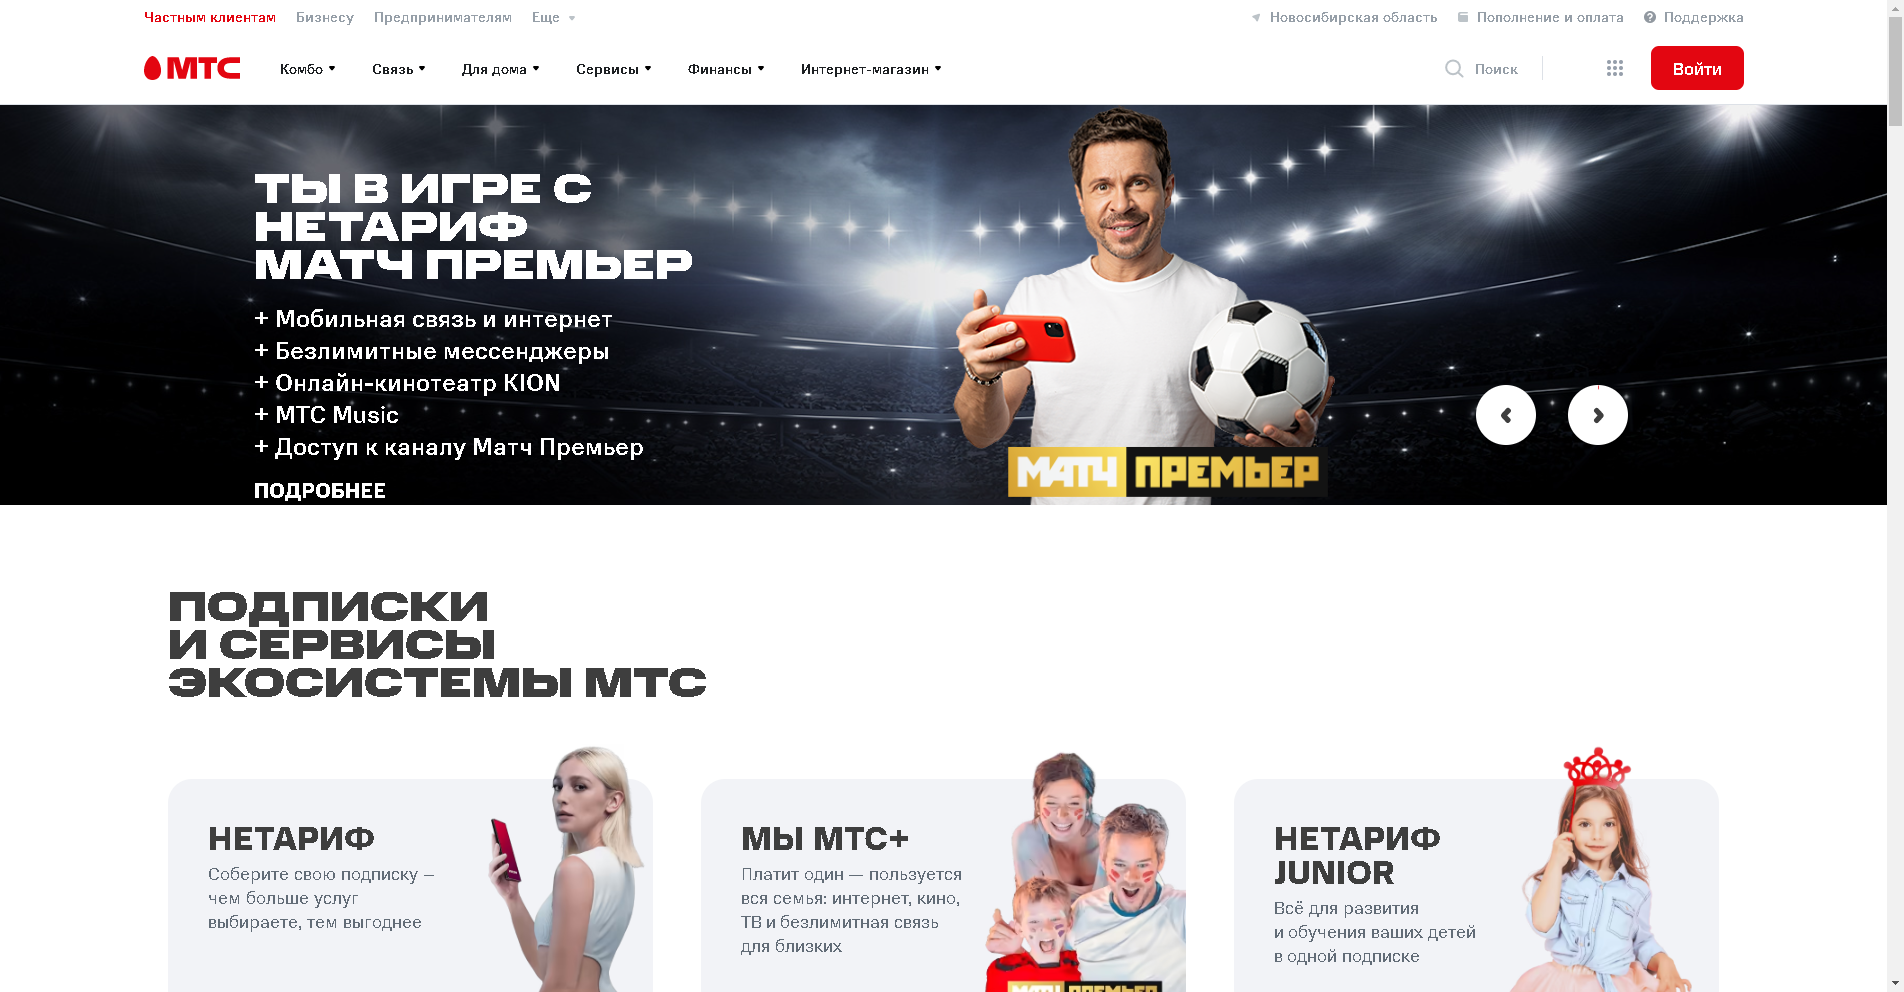 Частным клиентам Бизнесу Предпринимателям Еще Новосибирская область Пополнение и оплата Поддержка
МТС Комбо Связь Для дома Сервисы Финансы Интернет-магазин Поиск Войти
ТЫ В ИГРЕ С
НЕТАРИФ
МАТЧ ПРЕМЬЕР
+ Мобильная связь и интернет
+ Безлимитные мессенджеры
+ Онлайн-кинотеатр KION
+ МТС Music
+ Доступ к каналу Матч Премьер
ПОДРОБНЕЕ
МАТЧ ПРЕМЬЕР
ПОДПИСКИ
И СЕРВИСЫ
ЭКОСИСТЕМЫ МТС
НЕТАРИФ
Соберите свою подписку –
чем больше услуг
выбираете, тем выгоднее
МЫ МТС+
Платит один — пользуется
вся семья: интернет, кино,
ТВ и безлимитная связь
для близких
МАТЧ ПРЕМЬЕР
НЕТАРИФ
JUNIOR
Всё для развития
и обучения ваших детей
в одной подписке